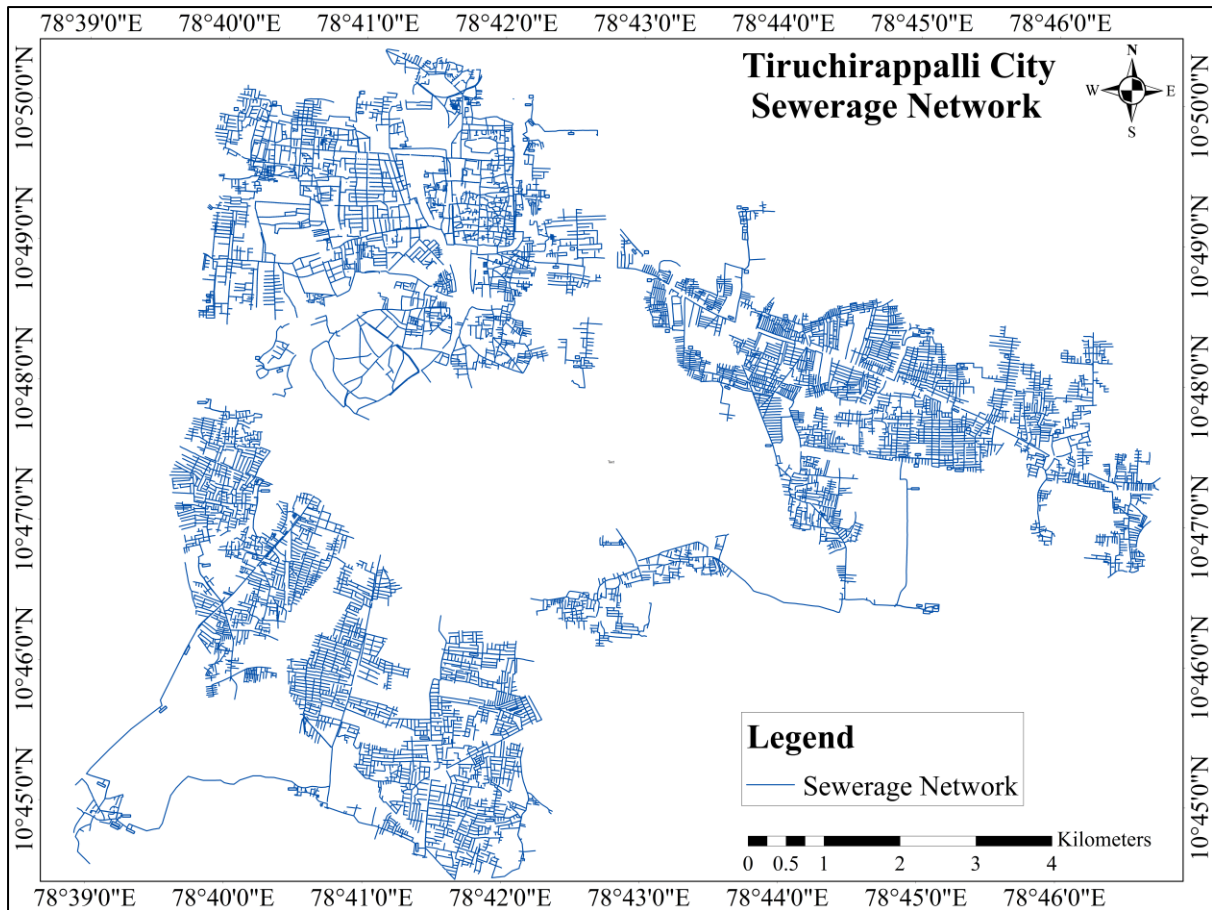 78°39'0"E 78°40'0"E 78°41'0"E 78°42'0"E 78°43'0"E 78°44'0"E 78°45'0"E 78°46'0"E
Tiruchirappalli City
Sewerage Network
N
W E
S
10°50'0"N 10°50'0"N
10°49'0"N 10°49'0"N
10°48'0"N 10°48'0"N
10°47'0"N 10°47'0"N
10°46'0"N 10°46'0"N
10°45'0"N 10°45'0"N
Legend
Sewerage Network
Kilometers
0 0.5 1 2 3 4
78°39'0"E 78°40'0"E 78°41'0"E 78°42'0"E 78°43'0"E 78°44'0"E 78°45'0"E 78°46'0"E